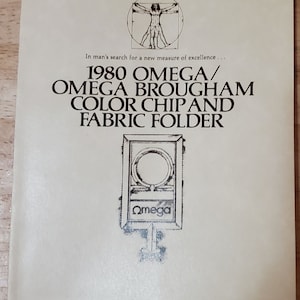 In man's search for a new measure of excellence . . .
1980 OMEGA/
OMEGA BROUGHAM
COLOR CHIP AND
FABRIC FOLDER
Omega